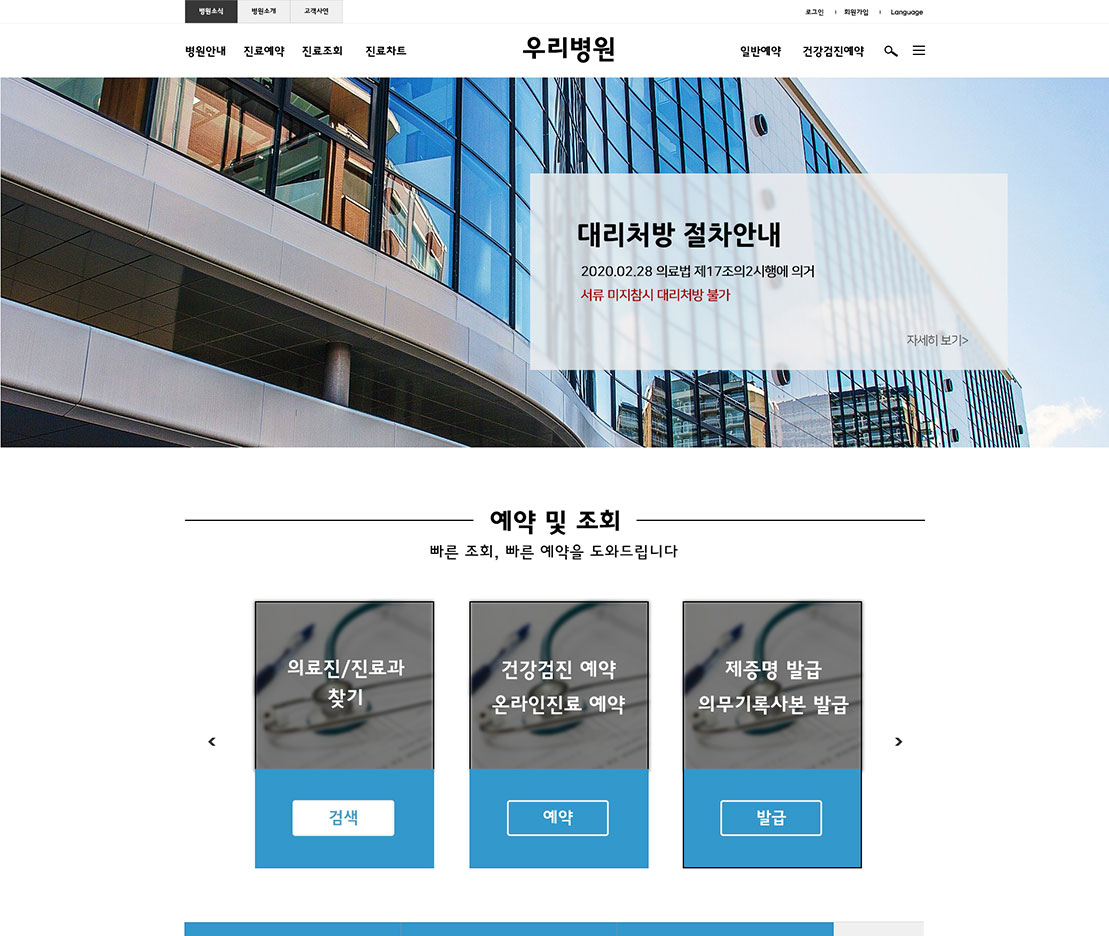 병원소식
병원소개
고객사연
로그인
회원가입
Language
병원안내
진료예약
진료조회
진료차트
우리병원
일반예약
건강검진예약
대리처방 절차안내
2020.02.28 의료법 제17조의2시행에 의거
서류 미지참시 대리처방 불가
자세히 보기>
예약 및 조회
빠른 조회, 빠른 예약을 도와드립니다
의료진/진료과
찾기
건강검진 예약
온라인진료 예약
제증명 발급
의무기록사본 발급
검색
예약
발급